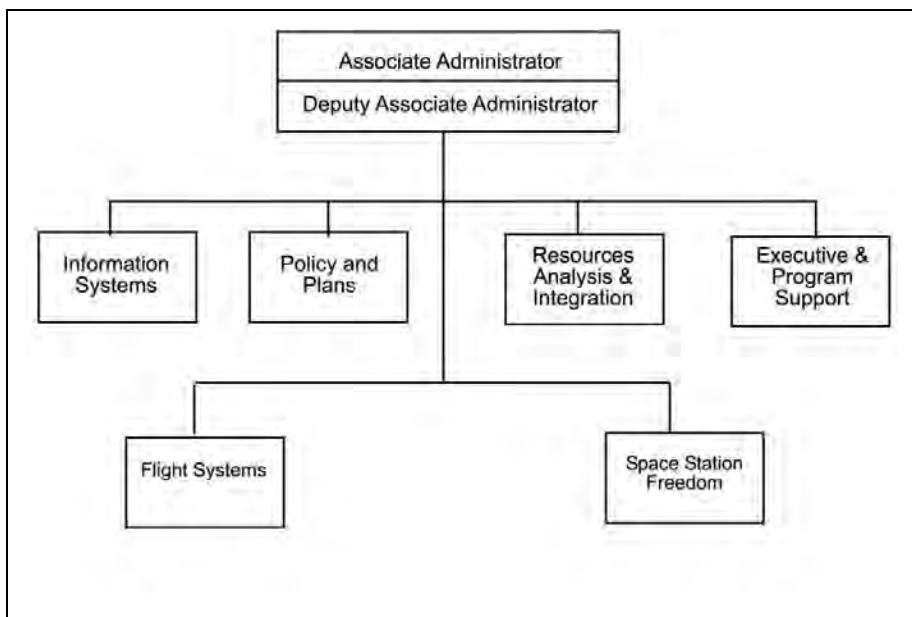 Associate Administrator
Deputy Associate Administrator
Information
Systems
Policy and
Plans
Resources
Analysis &
Integration
Executive &
Program
Support
Flight Systems
Space Station
Freedom